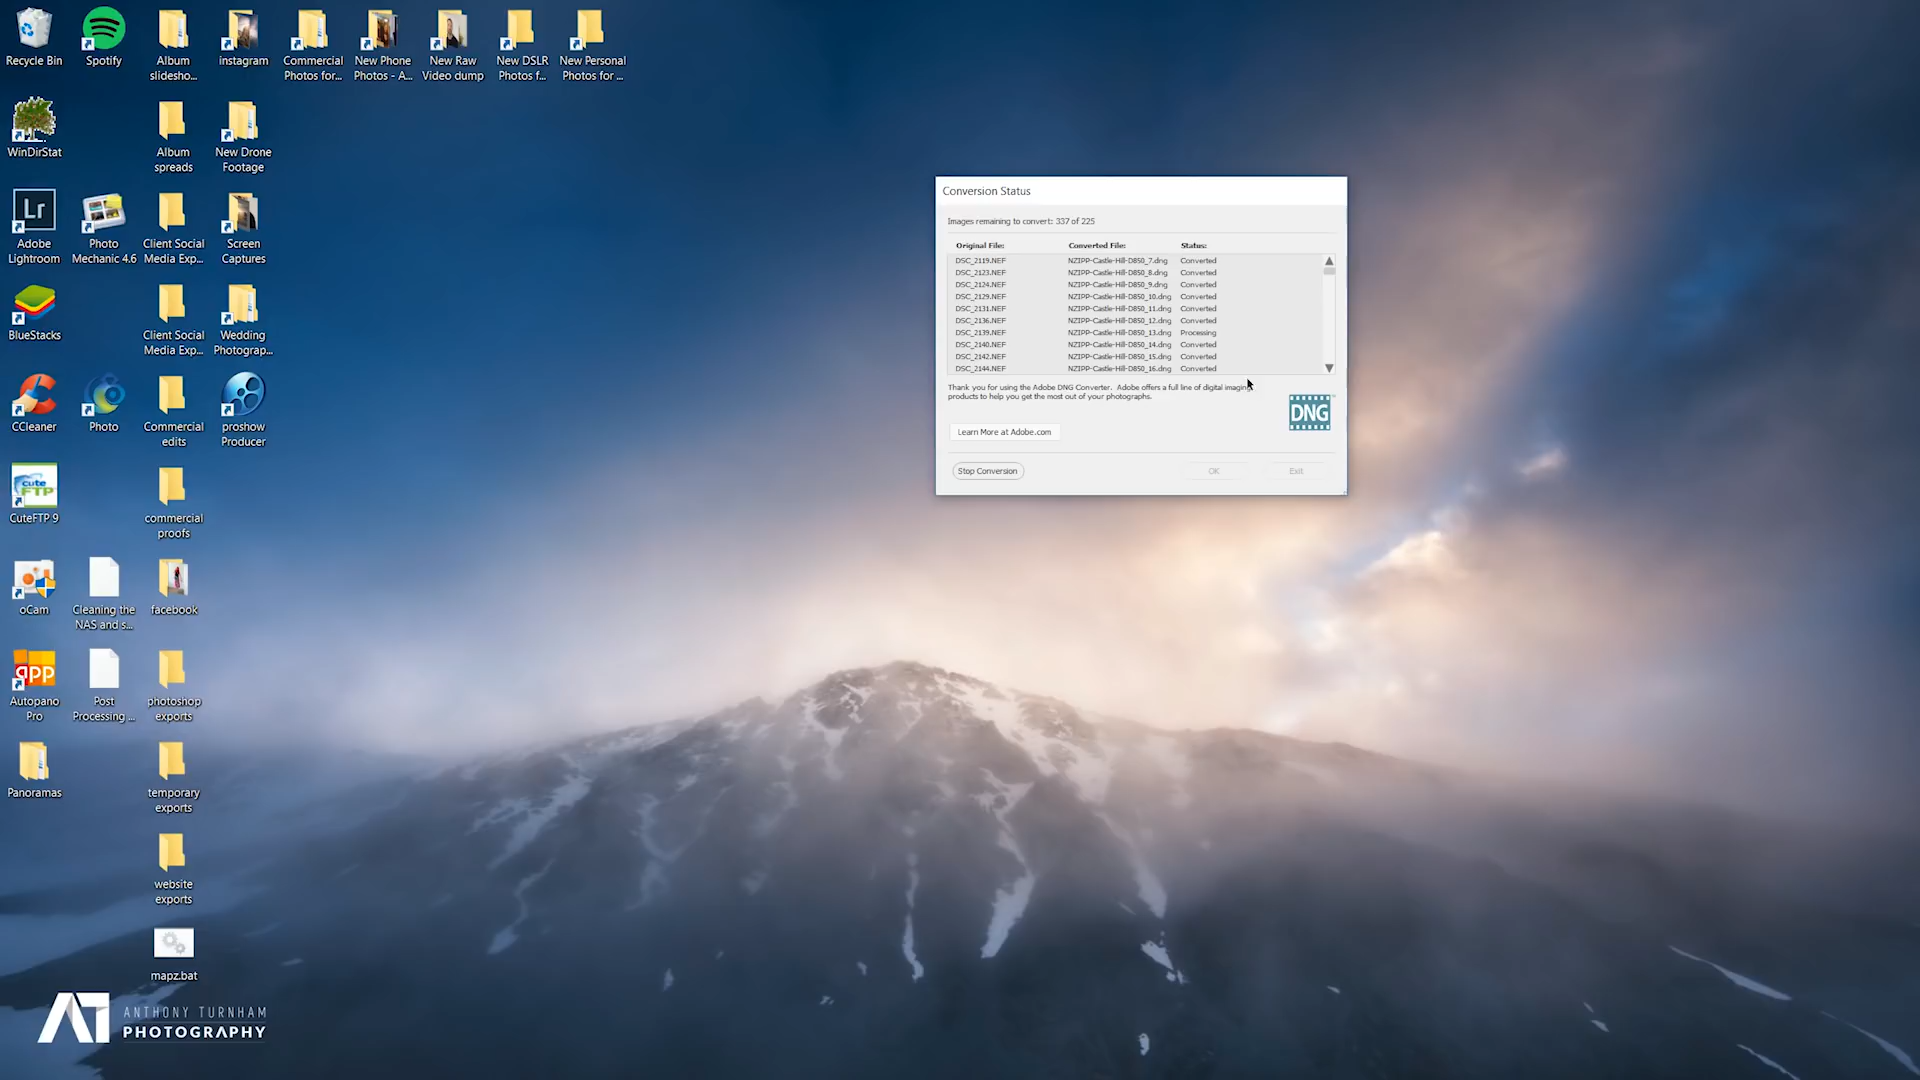 Recycle Bin
Spotify
Album
slidesho...
instagram
Commercial
Photos for...
New Phone
Photos - A...
New Raw
Video dump
New DSLR
Photos f...
New Personal
Photos for ...
WinDirStat
Album
spreads
New Drone
Footage
Lr
Adobe
Lightroom
Photo
Mechanic 4.6
Client Social
Media Exp...
Screen
Captures
BlueStacks
Client Social
Media Exp...
Wedding
Photograp...
CCleaner
Photo
Commercial
edits
proshow
Producer
cute
FTP
CuteFTP 9
commercial
proofs
oCam
Cleaning the
NAS and s...
facebook
app
Autopano
Pro
Post
Processing ...
photoshop
exports
Panoramas
temporary
exports
website
exports
mapz.bat
AT
ANTHONY TURNHAM
PHOTOGRAPHY
Conversion Status
Images remaining to convert: 337 of 225
Original File: Converted File: Status:
DSC_2119.NEF NZIPP-Castle-Hill-D850_7.dng Converted
DSC_2123.NEF NZIPP-Castle-Hill-D850_8.dng Converted
DSC_2124.NEF NZIPP-Castle-Hill-D850_9.dng Converted
DSC_2129.NEF NZIPP-Castle-Hill-D850_10.dng Converted
DSC_2131.NEF NZIPP-Castle-Hill-D850_11.dng Converted
DSC_2136.NEF NZIPP-Castle-Hill-D850_12.dng Converted
DSC_2139.NEF NZIPP-Castle-Hill-D850_13.dng Processing
DSC_2140.NEF NZIPP-Castle-Hill-D850_14.dng Converted
DSC_2142.NEF NZIPP-Castle-Hill-D850_15.dng Converted
DSC_2144.NEF NZIPP-Castle-Hill-D850_16.dng Converted
Thank you for using the Adobe DNG Converter. Adobe offers a full line of digital imaging
products to help you get the most out of your photographs.
DNG
Learn More at Adobe.com
Stop Conversion
OK
Exit